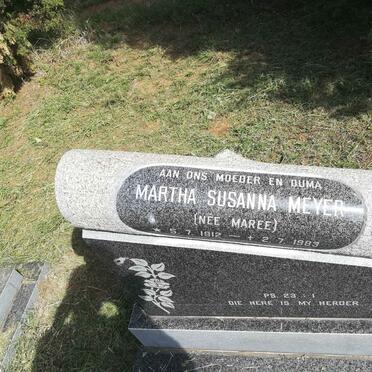 AAN ONS MOEDER EN OUMA
MARTHA SUSANNA MEYER
(NEE MAREE)
* 5.7.1912 — + 2.7.1983
PS. 23 : 1
DIE HERE IS MY HERDER